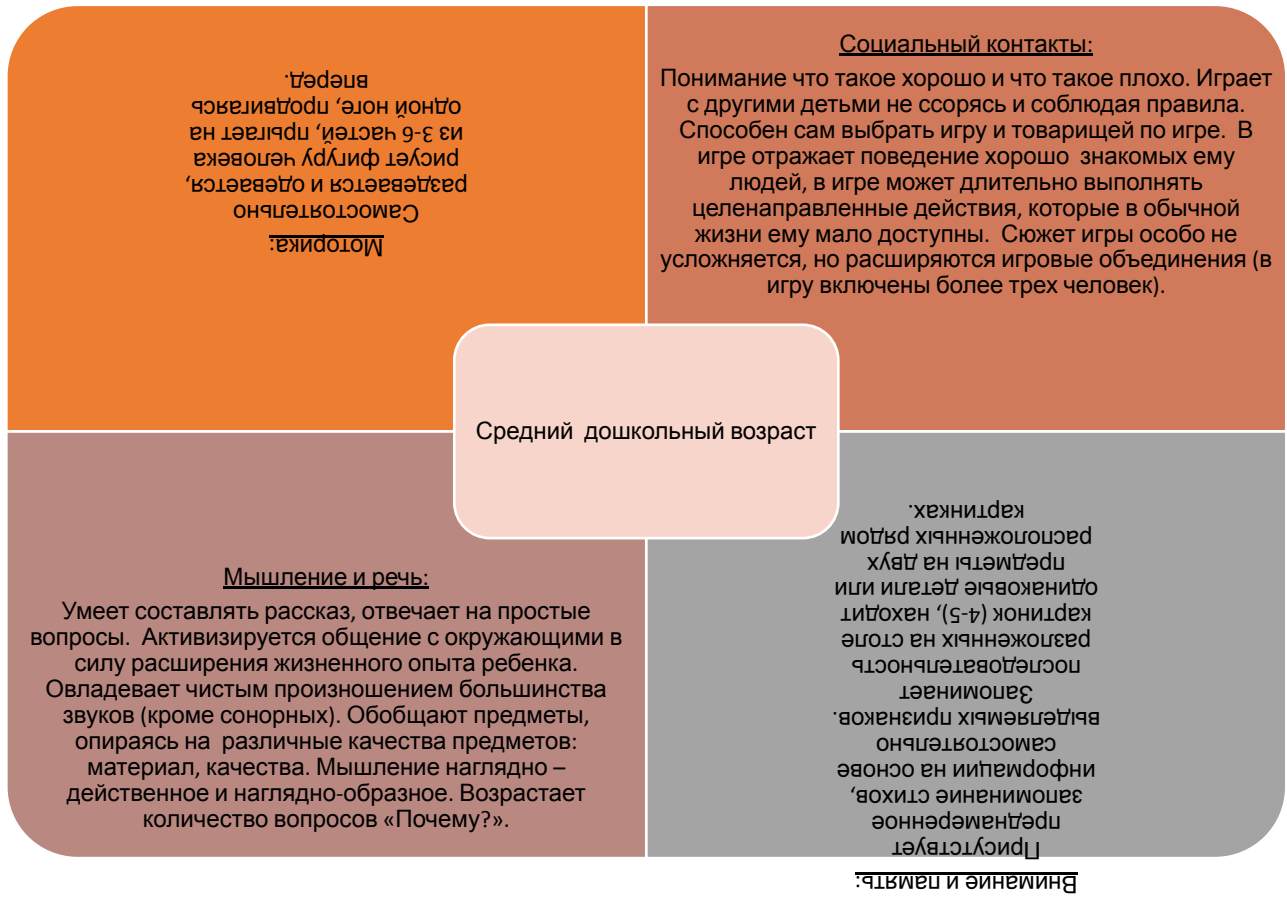 Моторика:
Самостоятельно
раздевается и одевается,
рисует фигуру человека
из 3-6 частей, прыгает на
одной ноге, продвигаясь
вперед.
Социальный контакты:
Понимание что такое хорошо и что такое плохо. Играет
с другими детьми не ссорясь и соблюдая правила.
Способен сам выбрать игру и товарищей по игре. В
игре отражает поведение хорошо знакомых ему
людей, в игре может длительно выполнять
целенаправленные действия, которые в обычной
жизни ему мало доступны. Сюжет игры особо не
усложняется, но расширяются игровые объединения (в
игру включены более трех человек).
Средний дошкольный возраст
Мышление и речь:
Умеет составлять рассказ, отвечает на простые
вопросы. Активизируется общение с окружающими в
силу расширения жизненного опыта ребенка.
Овладевает чистым произношением большинства
звуков (кроме сонорных). Обобщают предметы,
опираясь на различные качества предметов:
материал, качества. Мышление наглядно –
действенное и наглядно-образное. Возрастает
количество вопросов «Почему?».
Внимание и память:
Присутствует
преднамеренное
запоминание стихов,
информации на основе
самостоятельно
выделяемых признаков.
Запоминает
последовательность
разложенных на столе
картинок (4-5), находит
одинаковые детали или
предметы на двух
расположенных рядом
картинках.